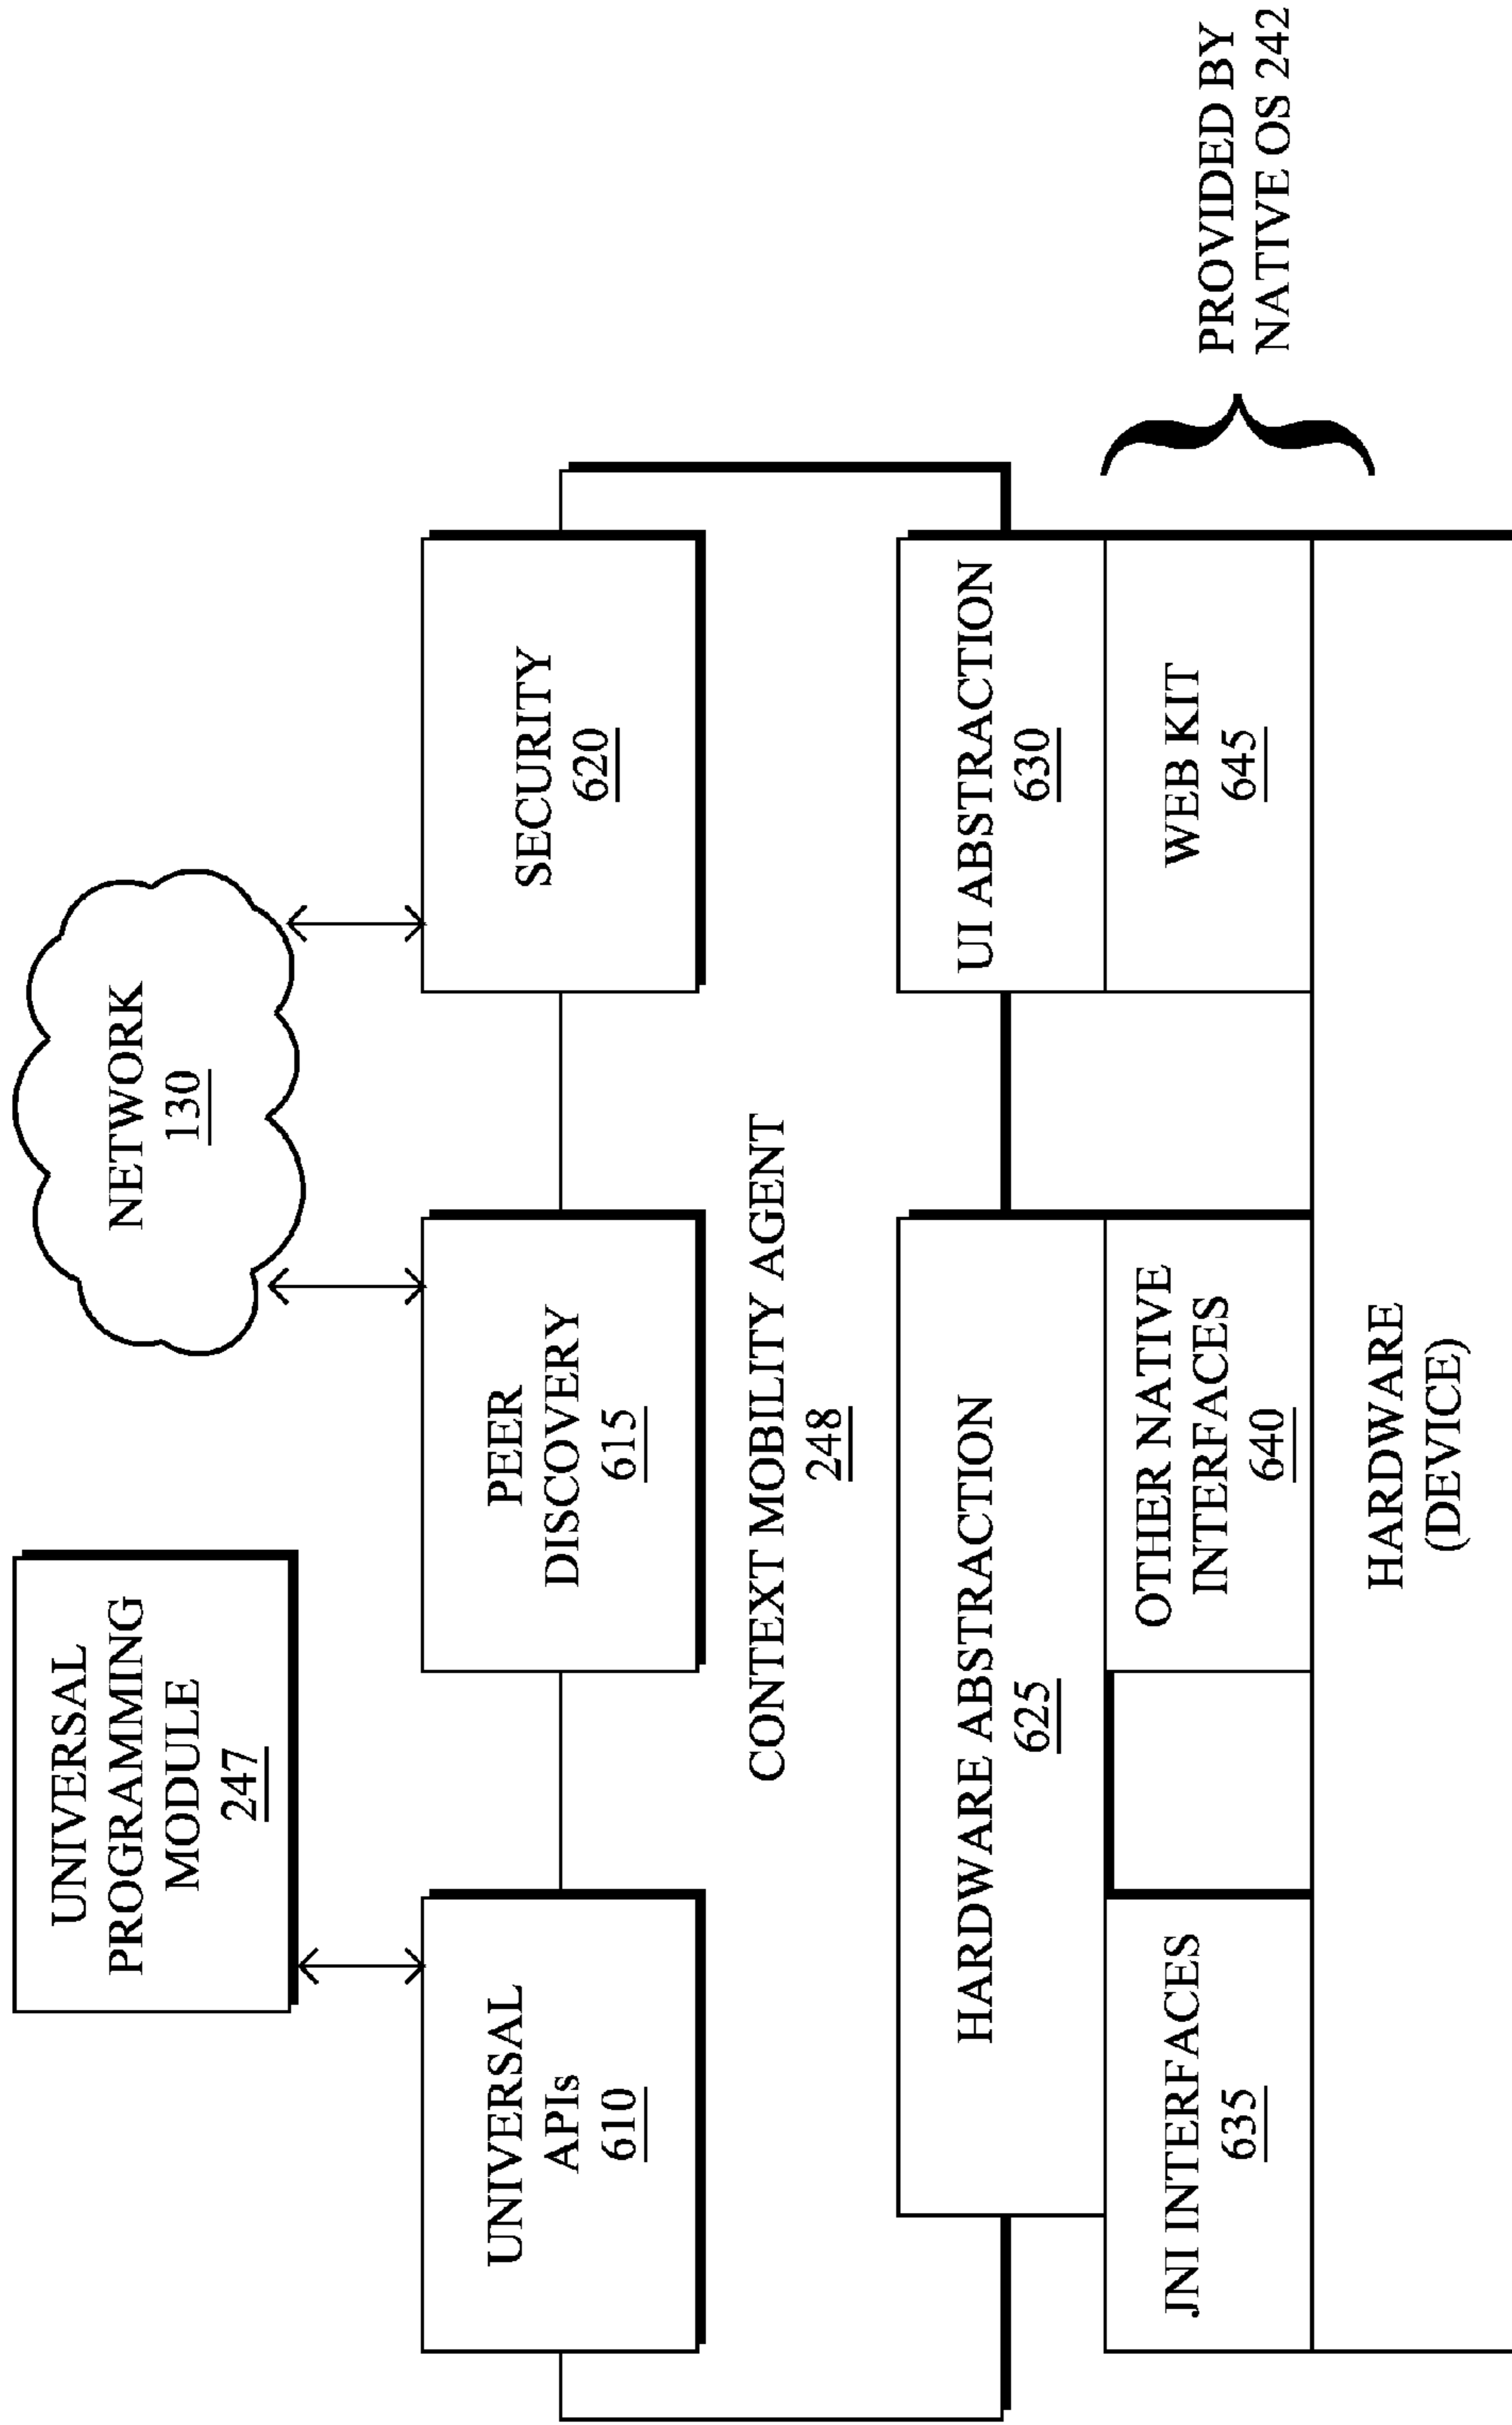 UNIVERSAL
PROGRAMMING
MODULE
247
NETWORK
130
UNIVERSAL
APIs
610
PEER
DISCOVERY
615
SECURITY
620
CONTEXT MOBILITY AGENT
248
HARDWARE ABSTRACTION
625
UI ABSTRACTION
630
JNI INTERFACES
635
OTHER NATIVE
INTERFACES
640
WEB KIT
645
PROVIDED BY
NATIVE OS 242
HARDWARE
(DEVICE)